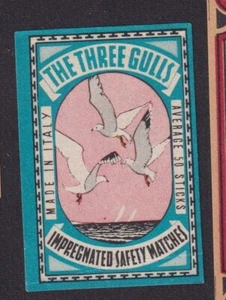 THE THREE GULLS
MADE IN ITALY
AVERAGE 50 STICKS
IMPREGNATED SAFETY MATCHES